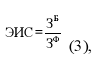 ЭИС = З^Б / З^Ф (3),